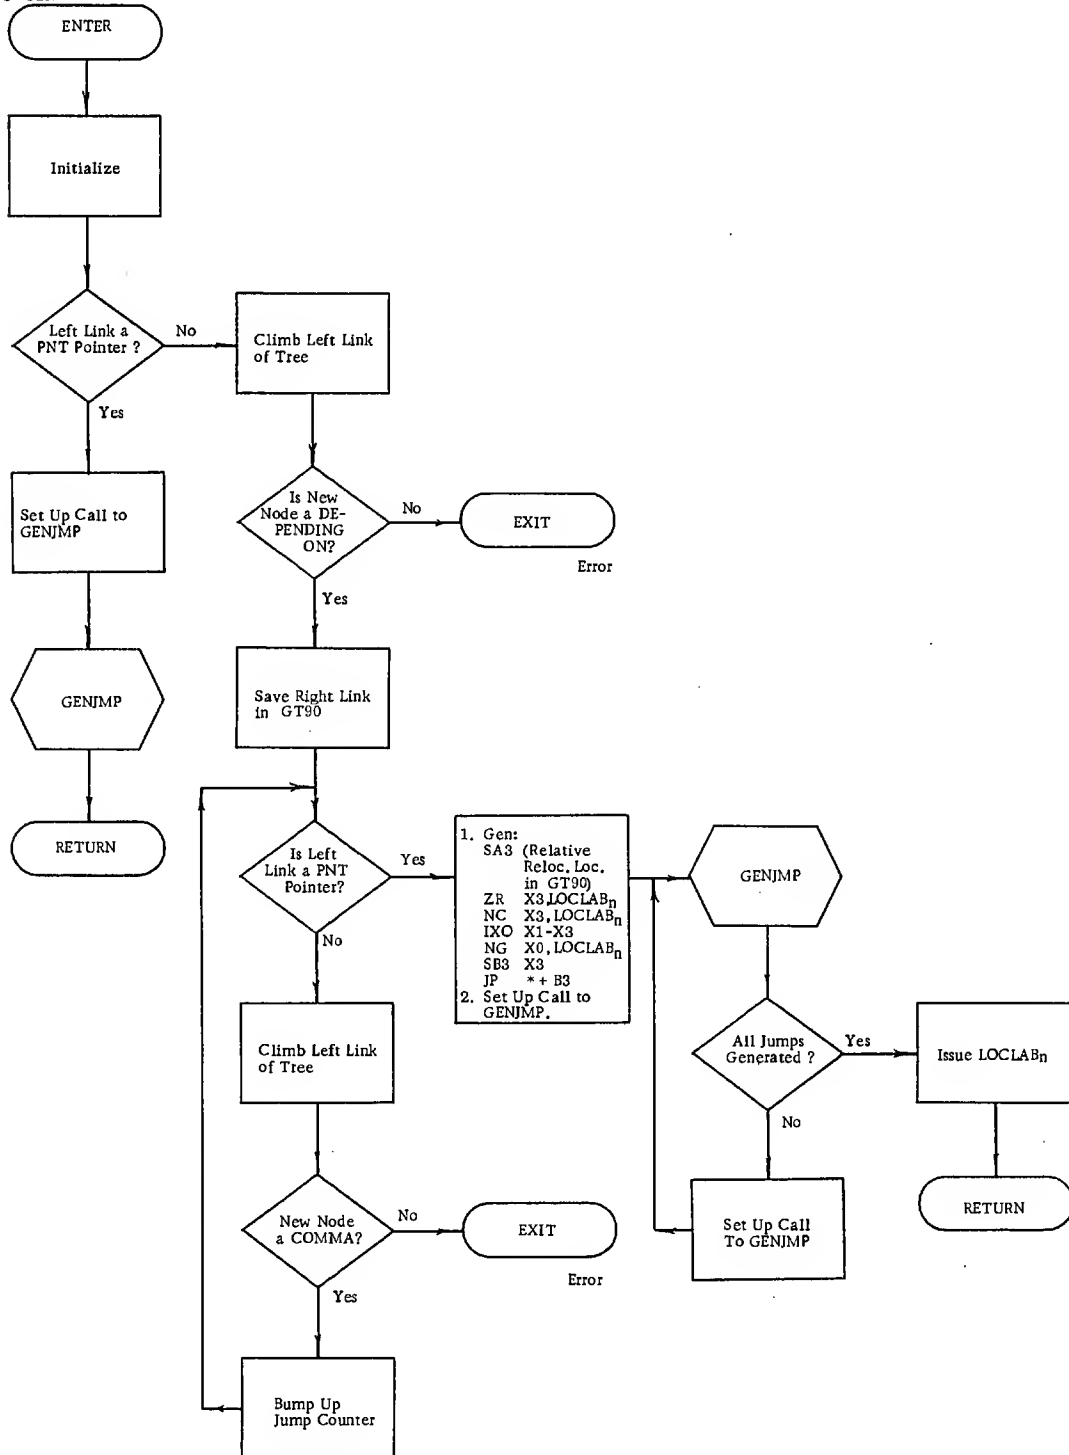 ENTER
Initialize
Left Link a
PNT Pointer ?
No
Yes
Climb Left Link
of Tree
Set Up Call to
GENJMP
Is New
Node a DE-
PENDING
ON?
No
Yes
EXIT
Error
GENJMP
Save Right Link
in GT90
RETURN
Is Left
Link a PNT
Pointer?
Yes
No
1. Gen:
SA3 (Relative
Reloc. Loc.
in GT90)
ZR X3,LOCLABn
NC X3,LOCLABn
IXO X1-X3
NG X0,LOCLABn
SB3 X3
JP *+ B3
2. Set Up Call to
GENJMP.
GENJMP
Climb Left Link
of Tree
All Jumps
Generated ?
Yes
No
Issue LOCLABn
New Node
a COMMA?
No
Yes
EXIT
Error
Set Up Call
To GENJMP
RETURN
Bump Up
Jump Counter